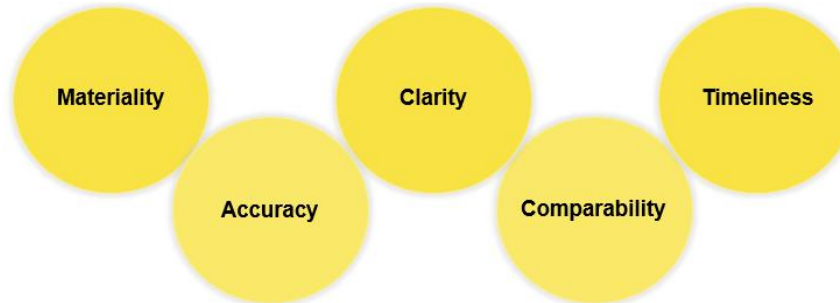 Materiality
Accuracy
Clarity
Comparability
Timeliness